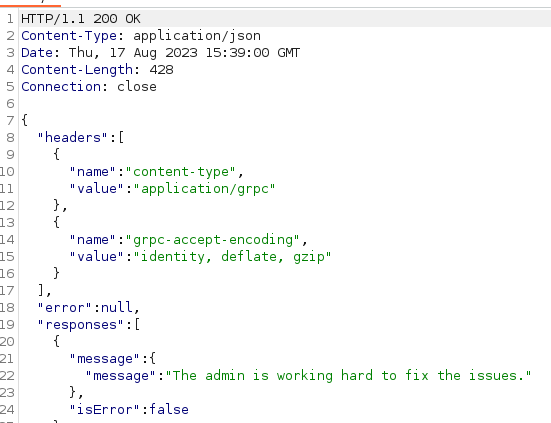 1 HTTP/1.1 200 OK
2 Content-Type: application/json
3 Date: Thu, 17 Aug 2023 15:39:00 GMT
4 Content-Length: 428
5 Connection: close
6
7 {
8 "headers":[
9 {
10 "name":"content-type",
11 "value":"application/grpc"
12 },
13 {
14 "name":"grpc-accept-encoding",
15 "value":"identity, deflate, gzip"
16 }
17 ],
18 "error":null,
19 "responses":[
20 {
21 "message":{
22 "message":"The admin is working hard to fix the issues."
23 },
24 "isError":false